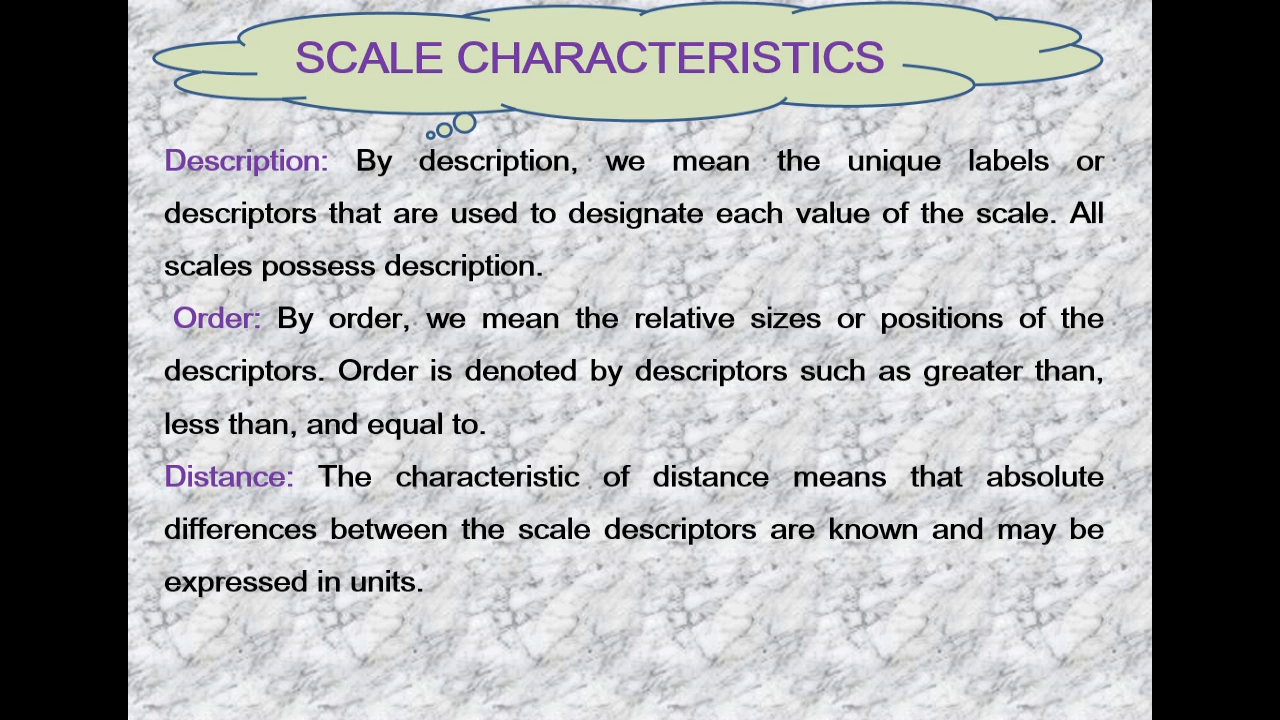 SCALE CHARACTERISTICS
Description: By description, we mean the unique labels or
descriptors that are used to designate each value of the scale. All
scales possess description.
Order: By order, we mean the relative sizes or positions of the
descriptors. Order is denoted by descriptors such as greater than,
less than, and equal to.
Distance: The characteristic of distance means that absolute
differences between the scale descriptors are known and may be
expressed in units.